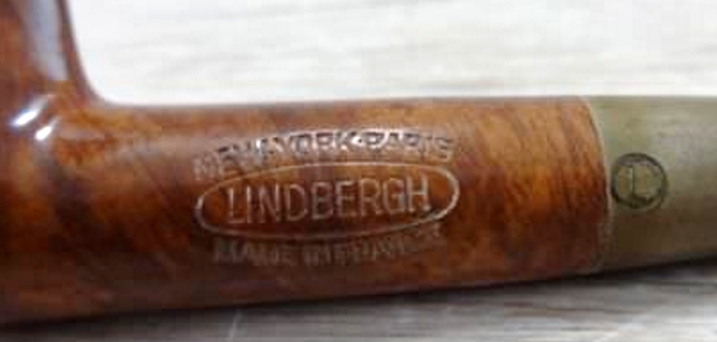 NEW-YORK-PARIS
LINDBERGH
MADE IN FRANCE
L